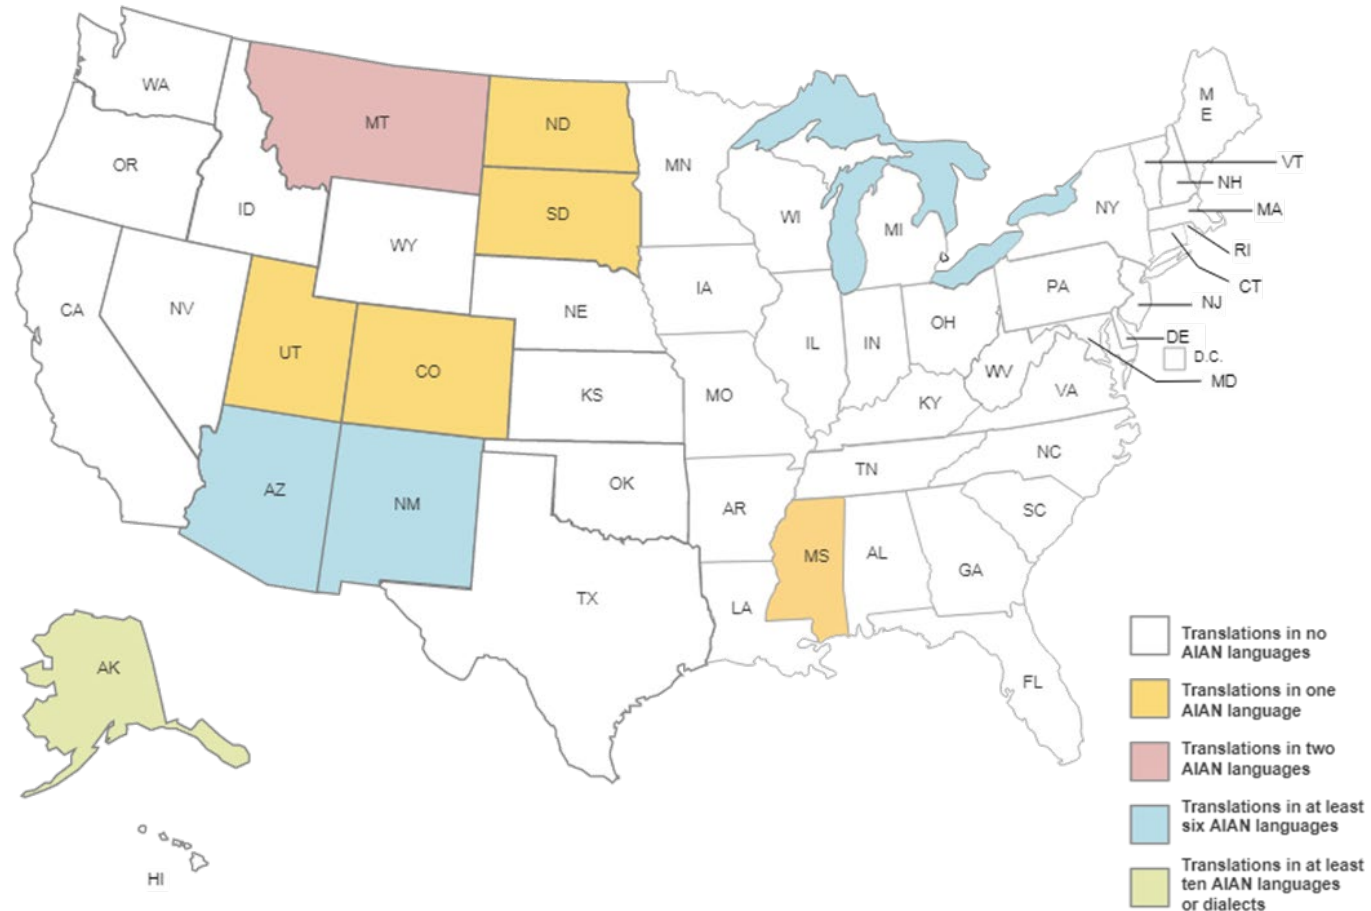 WA
MT
ND
M
E
OR
MN
VT
NH
ID
SD
WI
MI
NY
MA
WY
RI
CA
NV
NE
IA
PA
CT
NJ
UT
CO
IL
IN
OH
DE
D.C.
WV
MD
KS
MO
KY
VA
AZ
NM
OK
AR
TN
NC
SC
MS
AL
GA
TX
LA
AK
FL
HI
Translations in no
AIAN languages
Translations in one
AIAN language
Translations in two
AIAN languages
Translations in at least
six AIAN languages
Translations in at least
ten AIAN languages
or dialects